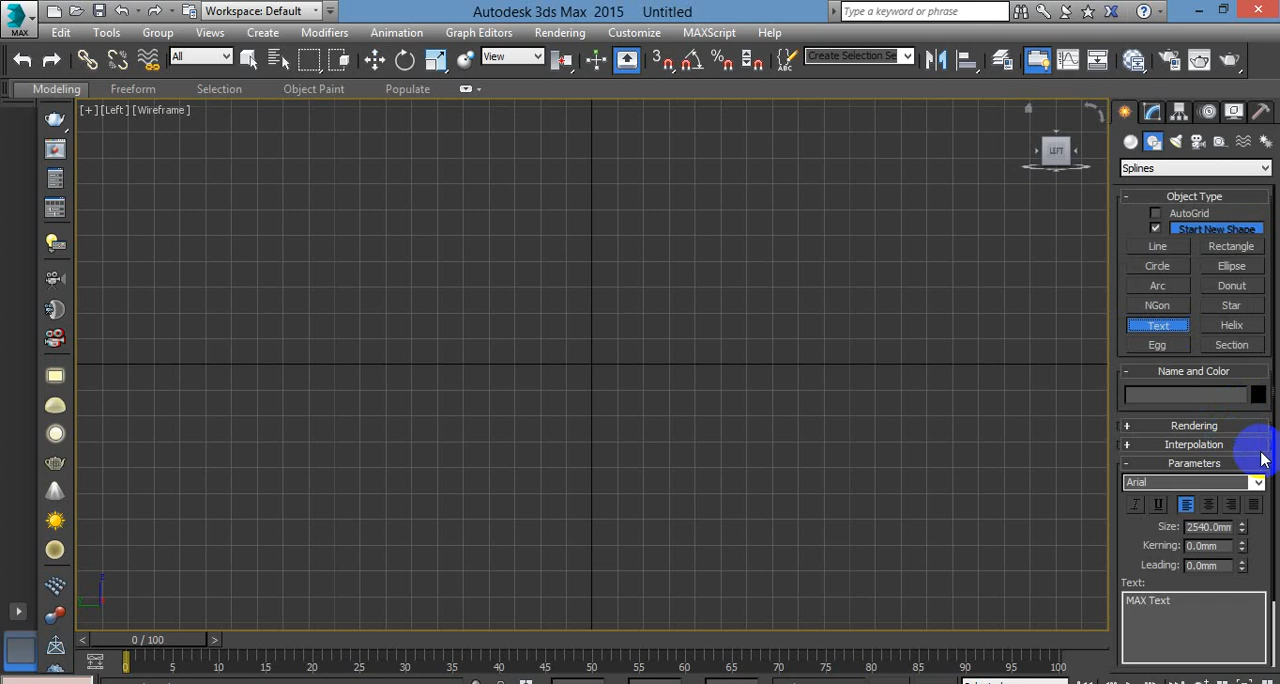 MAX
Workspace: Default
Autodesk 3ds Max 2015 Untitled
Type a keyword or phrase
Edit Tools Group Views Create Modifiers Animation Graph Editors Rendering Customize MAXScript Help
All View 3 Create Selection Se
Modeling Freeform Selection Object Paint Populate
[+] [Left ] [Wireframe ]
LEFT
Splines
- Object Type
AutoGrid
Start New Shape
Line Rectangle
Circle Ellipse
Arc Donut
NGon Star
Text Helix
Egg Section
- Name and Color
+ Rendering
+ Interpolation
- Parameters
Arial
I U
Size: 2540.0mm
Kerning: 0.0mm
Leading: 0.0mm
Text:
MAX Text
z
y
< 0 / 100 >
0 5 10 15 20 25 30 35 40 45 50 55 60 65 70 75 80 85 90 95 100